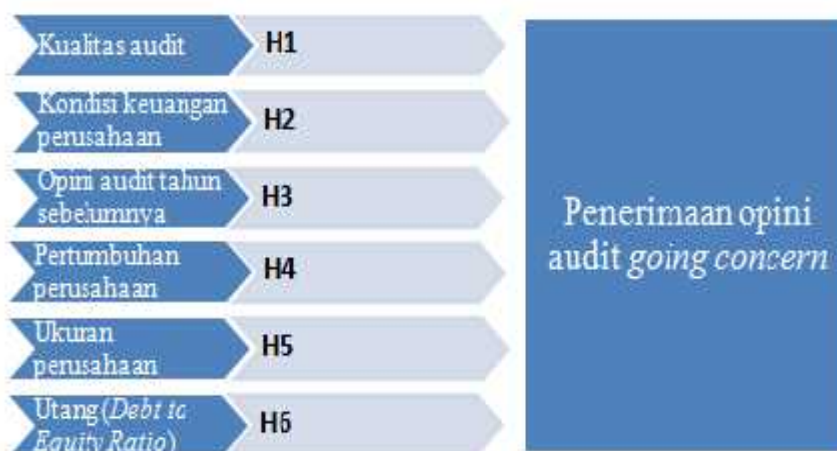 Kualitas audit
H1
Kondisi keuangan
perusahaan
H2
Opini audit tahun
sebelumnya
H3
Pertumbuhan
perusahaan
H4
Ukuran
perusahaan
H5
Utang (Debt to
Equity Ratio)
H6
Penerimaan opini
audit going concern